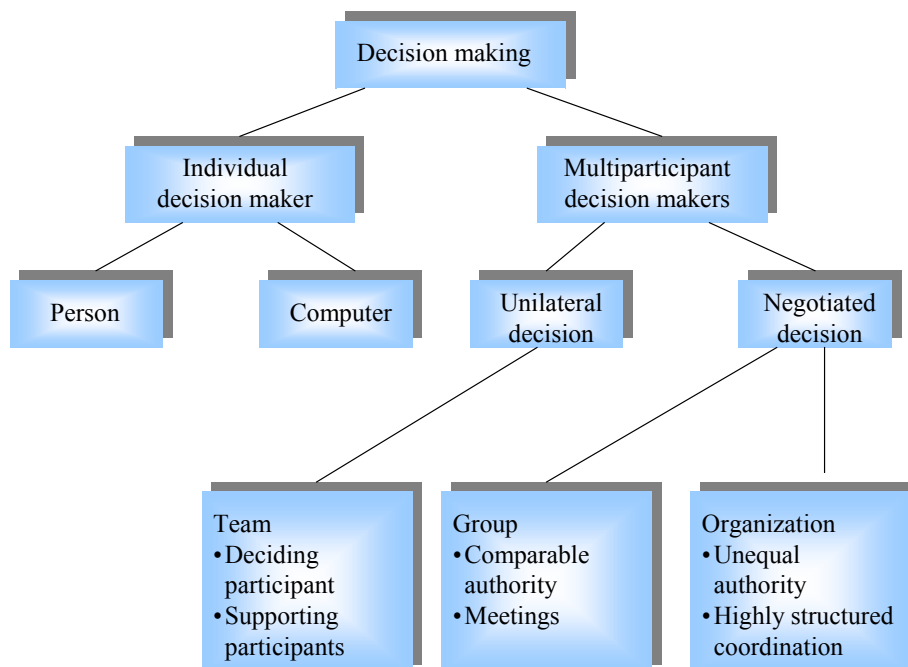 Decision making
Individual
decision maker
Multiparticipant
decision makers
Person
Computer
Unilateral
decision
Negotiated
decision
Team
•Deciding
participant
•Supporting
participants
Group
•Comparable
authority
•Meetings
Organization
•Unequal
authority
•Highly structured
coordination